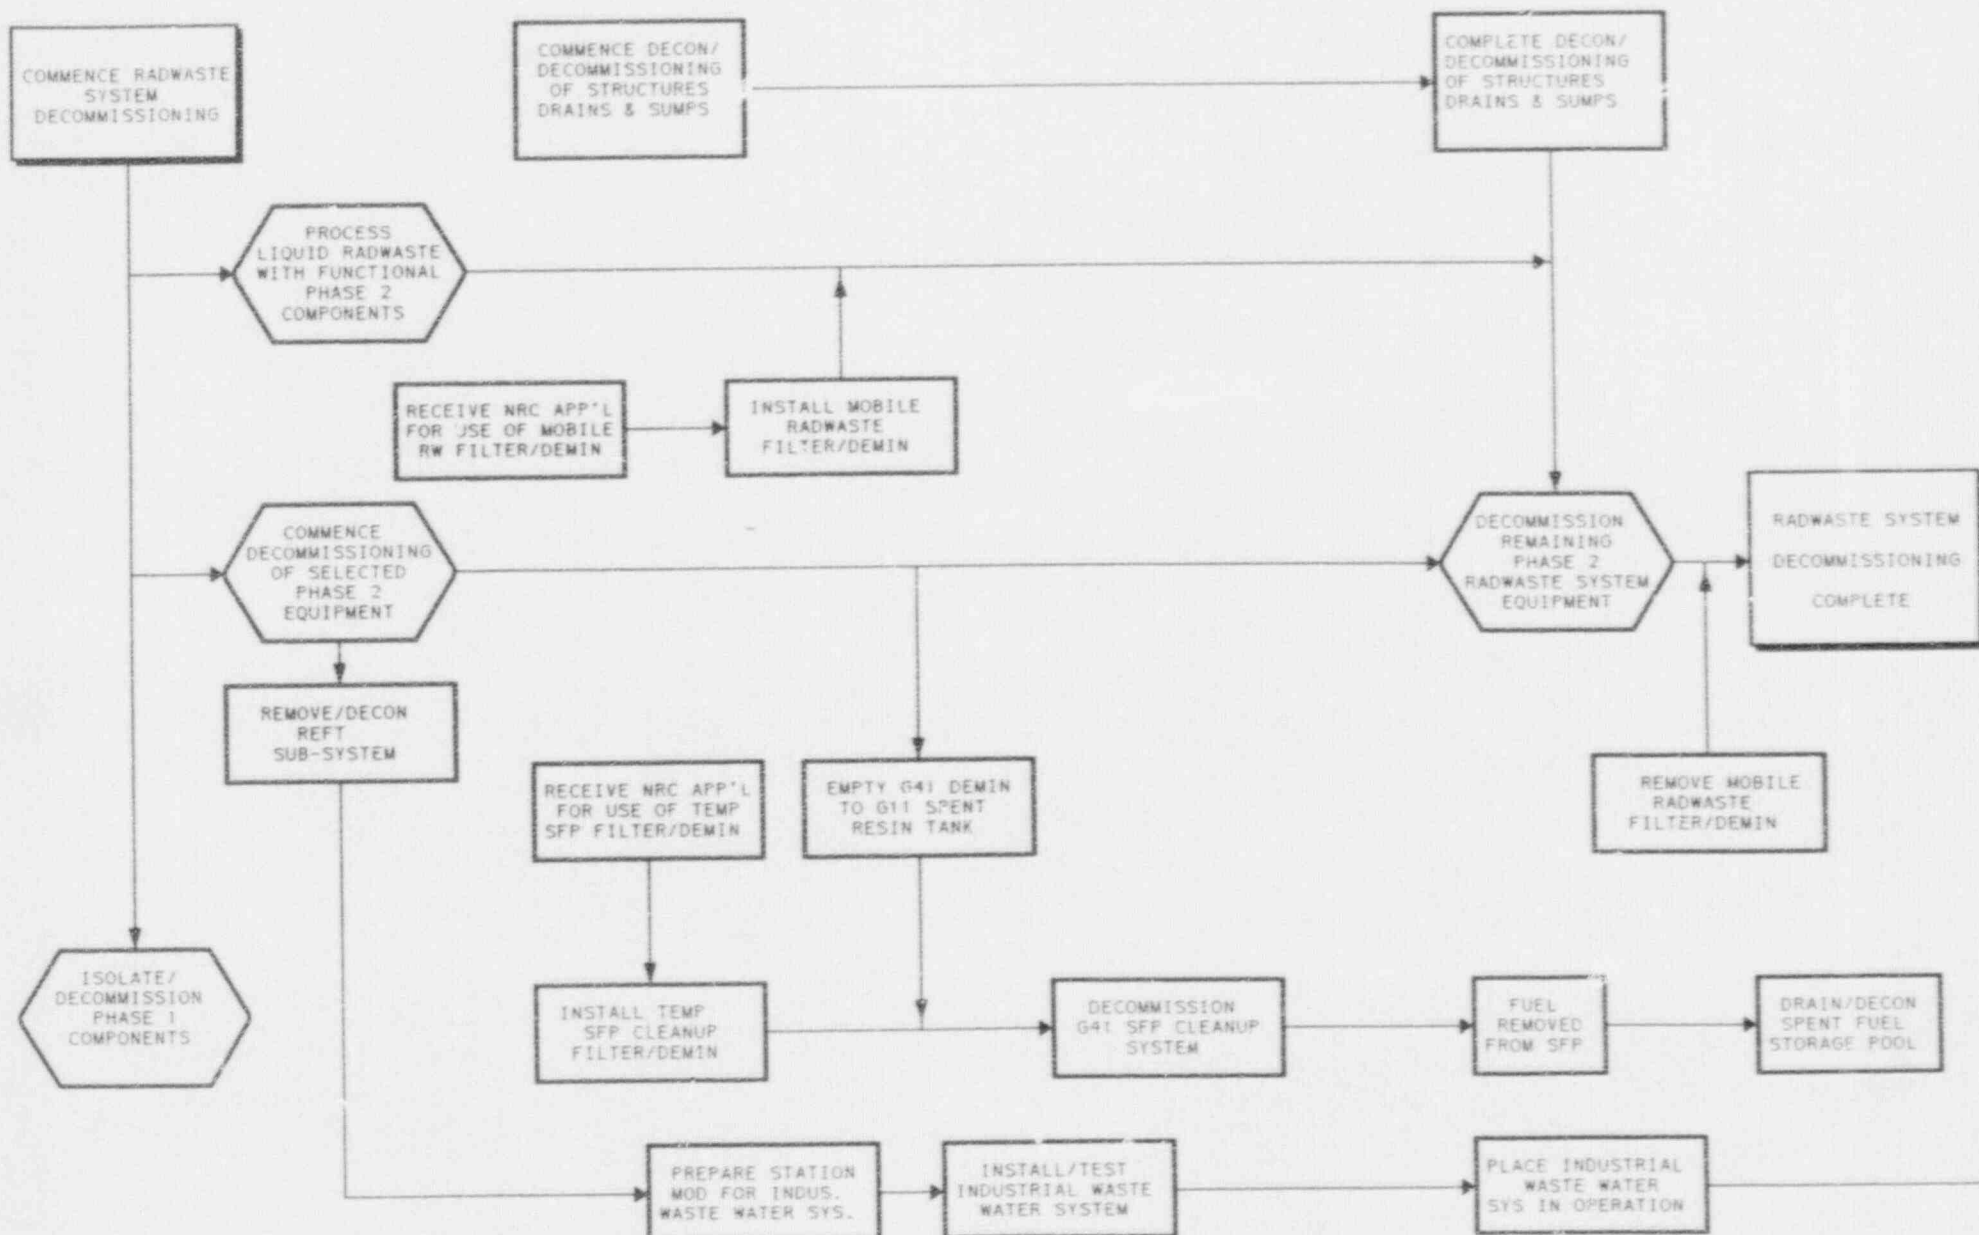 COMMENCE RADWASTE
SYSTEM
DECOMMISSIONING
COMMENCE DECON/
DECOMMISSIONING
OF STRUCTURES
DRAINS & SUMPS
COMPLETE DECON/
DECOMMISSIONING
OF STRUCTURES
DRAINS & SUMPS
PROCESS
LIQUID RADWASTE
WITH FUNCTIONAL
PHASE 2
COMPONENTS
RECEIVE NRC APP'L
FOR USE OF MOBILE
RW FILTER/DEMIN
INSTALL MOBILE
RADWASTE
FILTER/DEMIN
COMMENCE
DECOMMISSIONING
OF SELECTED
PHASE 2
EQUIPMENT
DECOMMISSION
REMAINING
PHASE 2
RADWASTE SYSTEM
EQUIPMENT
RADWASTE SYSTEM
DECOMMISSIONING
COMPLETE
REMOVE/DECON
REFT
SUB-SYSTEM
RECEIVE NRC APP'L
FOR USE OF TEMP
SFP FILTER/DEMIN
EMPTY G41 DEMIN
TO G11 SPENT
RESIN TANK
REMOVE MOBILE
RADWASTE
FILTER/DEMIN
ISOLATE/
DECOMMISSION
PHASE 1
COMPONENTS
INSTALL TEMP
SFP CLEANUP
FILTER/DEMIN
DECOMMISSION
G41 SFP CLEANUP
SYSTEM
FUEL
REMOVED
FROM SFP
DRAIN/DECON
SPENT FUEL
STORAGE POOL
PREPARE STATION
MOD FOR INDUS.
WASTE WATER SYS.
INSTALL/TEST
INDUSTRIAL WASTE
WATER SYSTEM
PLACE INDUSTRIAL
WASTE WATER
SYS IN OPERATION